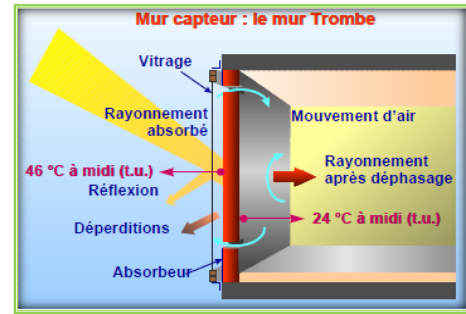 Mur capteur : le mur Trombe
Vitrage
Rayonnement
absorbé
Mouvement d'air
46 °C à midi (t.u.)
Réflexion
Rayonnement
après déphasage
Déperditions
24 °C à midi (t.u.)
Absorbeur